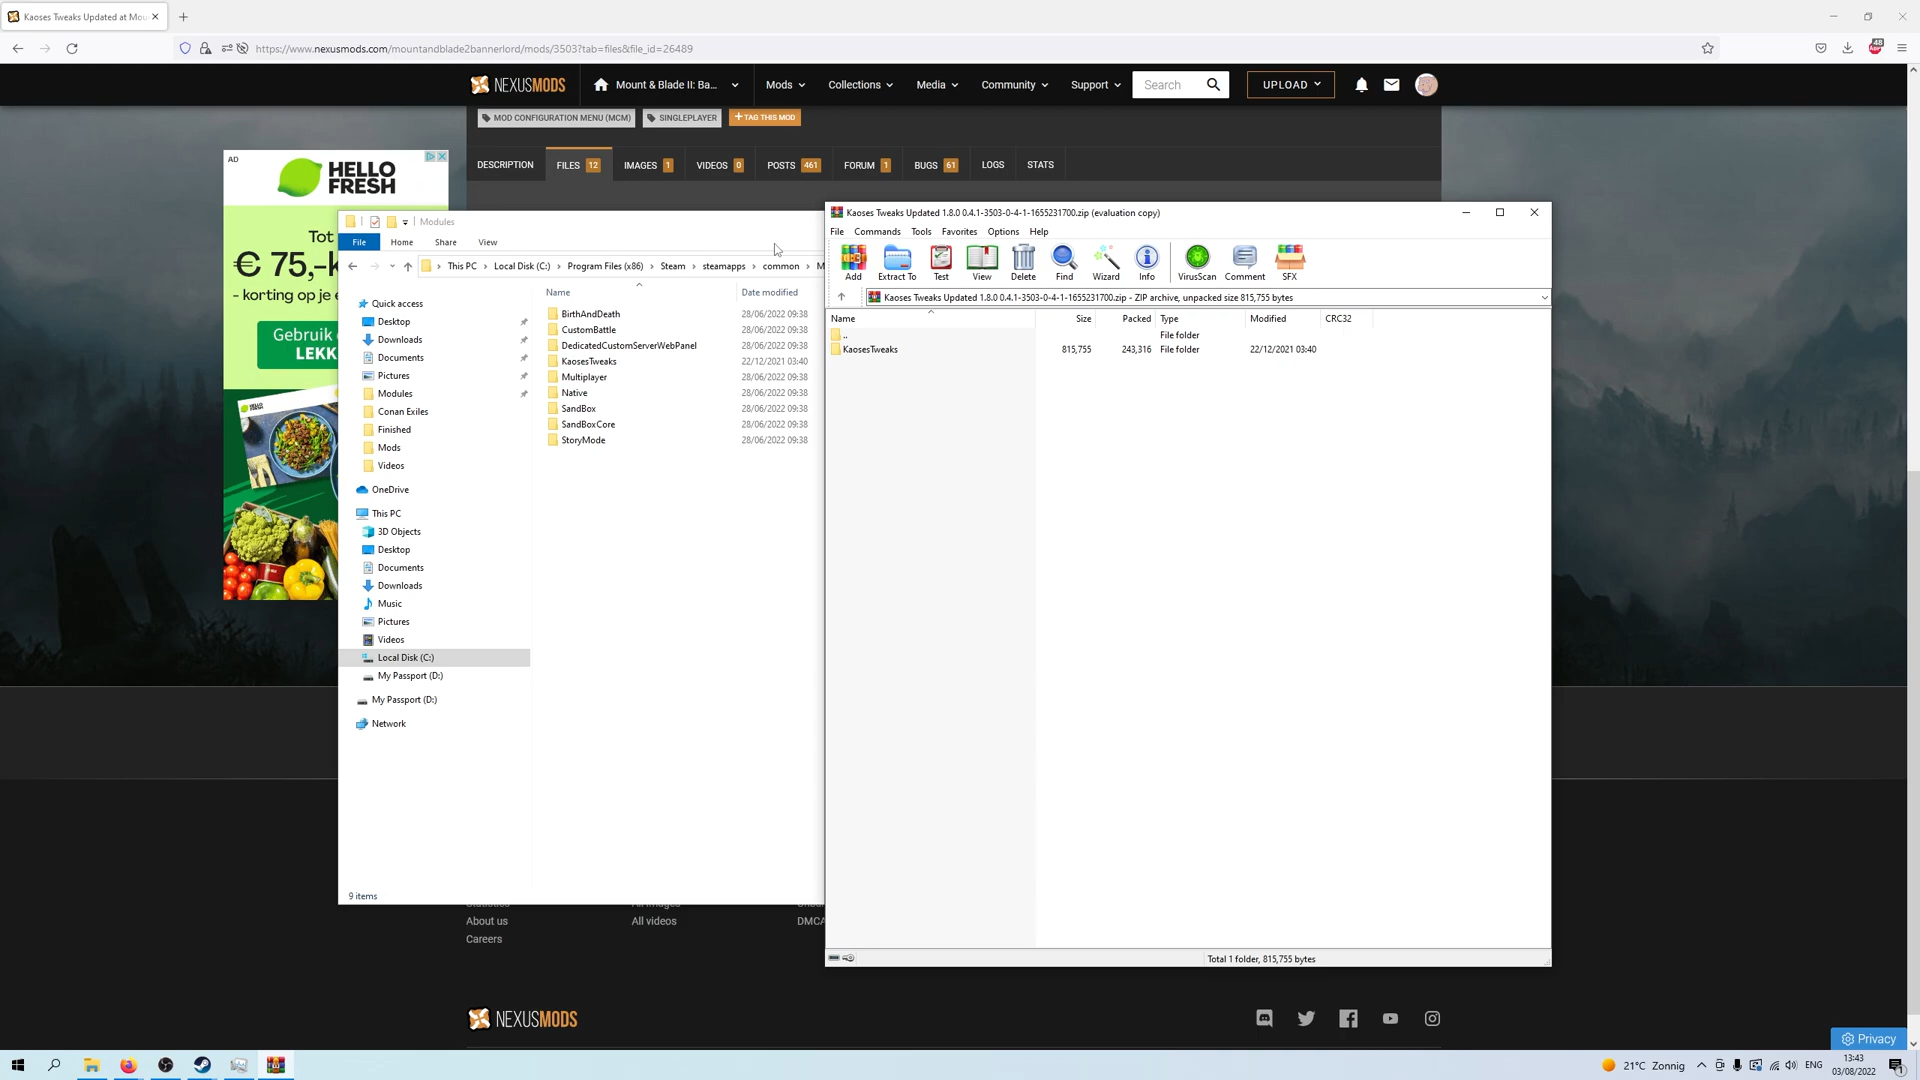 Kaoses Tweaks Updated at Mou
https://www.nexusmods.com/mountandblade2bannerlord/mods/3503?tab=files&file_id=26489
48
NEXUSMODS
Mount & Blade II: Ba...
Mods
Collections
Media
Community
Support
Search
UPLOAD
MOD CONFIGURATION MENU (MCM)
SINGLEPLAYER
+ TAG THIS MOD
DESCRIPTION
FILES 12
IMAGES 1
VIDEOS 0
POSTS 461
FORUM 1
BUGS 61
LOGS
STATS
AD
HELLO
FRESH
Tot
€ 75,-k
- korting op je e
Gebruik
LEKK
Modules
File
Home
Share
View
This PC > Local Disk (C:) > Program Files (x86) > Steam > steamapps > common > M
Name
Date modified
Quick access
Desktop
Downloads
Documents
Pictures
Modules
Conan Exiles
Finished
Mods
Videos
OneDrive
This PC
3D Objects
Desktop
Documents
Downloads
Music
Pictures
Videos
Local Disk (C:)
My Passport (D:)
My Passport (D:)
Network
BirthAndDeath 28/06/2022 09:38
CustomBattle 28/06/2022 09:38
DedicatedCustomServerWebPanel 28/06/2022 09:38
KaosesTweaks 22/12/2021 03:40
Multiplayer 28/06/2022 09:38
Native 28/06/2022 09:38
SandBox 28/06/2022 09:38
SandBoxCore 28/06/2022 09:38
StoryMode 28/06/2022 09:38
9 items
Kaoses Tweaks Updated 1.8.0 0.4.1-3503-0-4-1-1655231700.zip (evaluation copy)
File Commands Tools Favorites Options Help
Add
Extract To
Test
View
Delete
Find
Wizard
Info
VirusScan
Comment
SFX
Kaoses Tweaks Updated 1.8.0 0.4.1-3503-0-4-1-1655231700.zip - ZIP archive, unpacked size 815,755 bytes
Name Size Packed Type Modified CRC32
.. File folder
KaosesTweaks 815,755 243,316 File folder 22/12/2021 03:40
Total 1 folder, 815,755 bytes
About us
Careers
All videos
DMCA
NEXUSMODS
Privacy
21°C Zonnig
ENG
13:43
03/08/2022